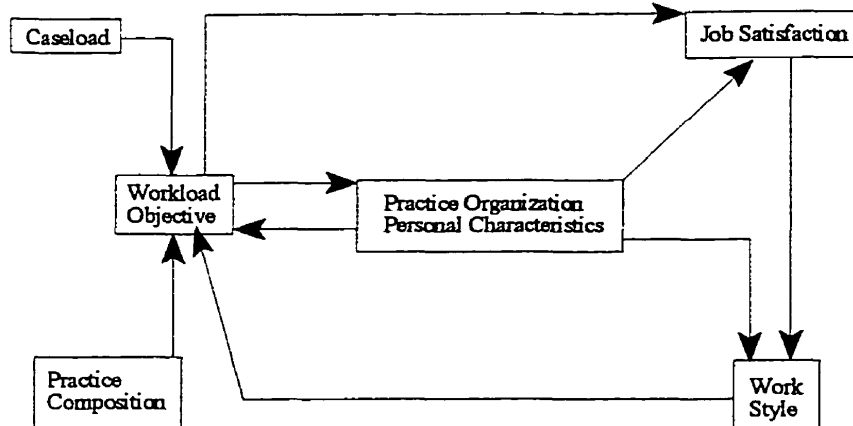 Caseload
Job Satisfaction
Workload
Objective
Practice Organization
Personal Characteristics
Practice
Composition
Work
Style